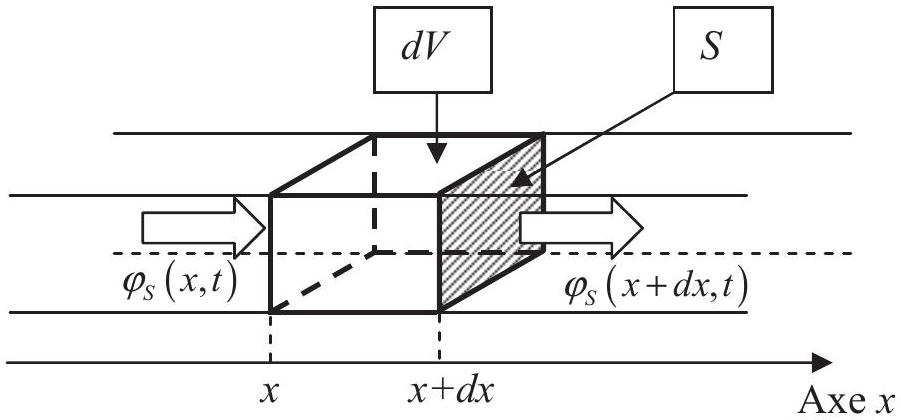 dV
S
φ_S (x,t)
φ_S (x+dx,t)
x
x+dx
Axe x